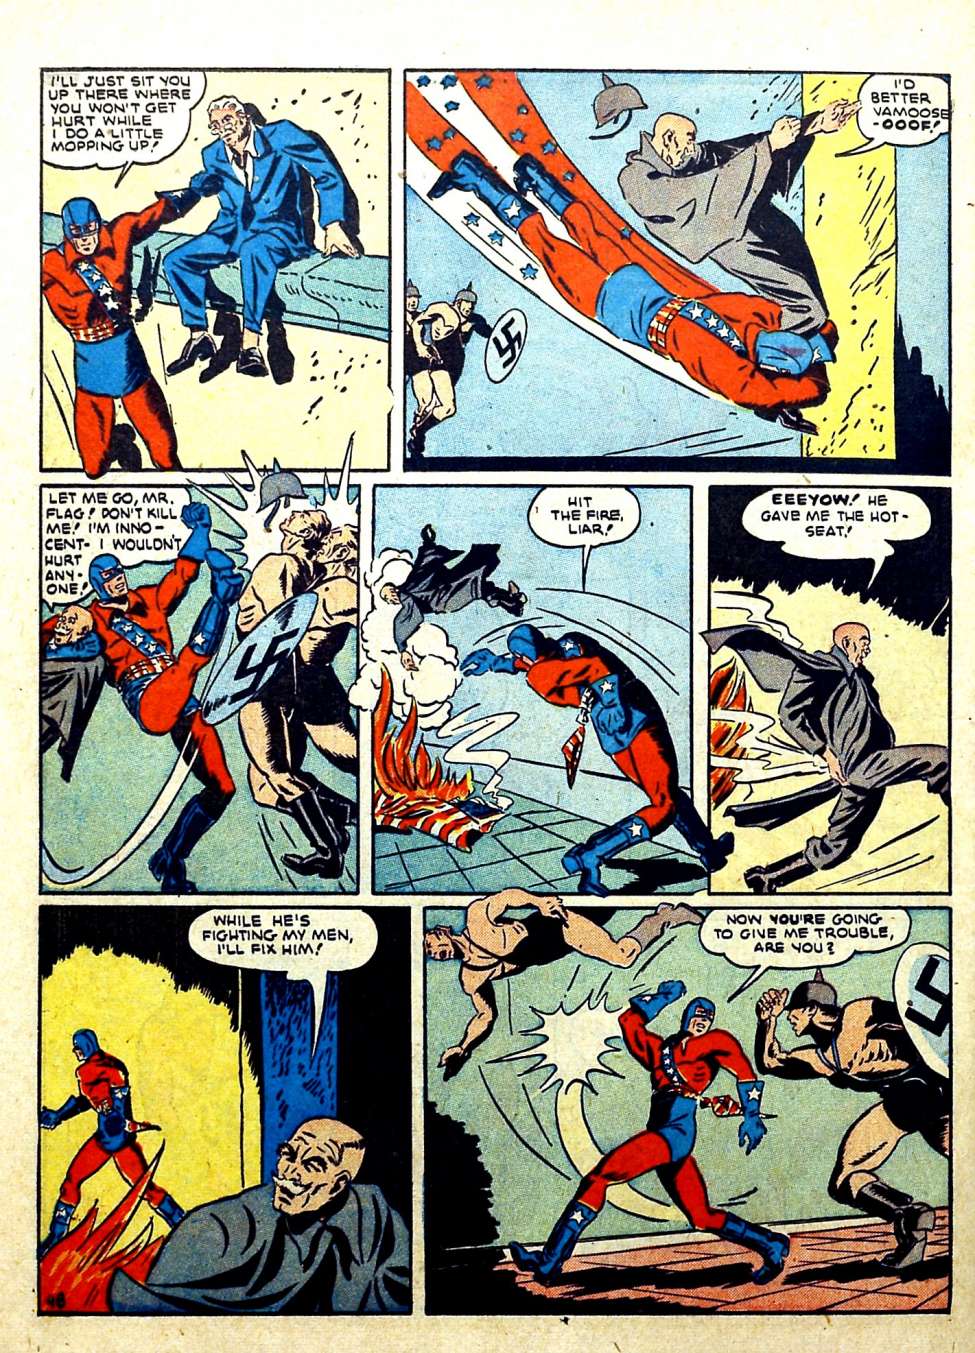 I'LL JUST SIT YOU
UP THERE WHERE
YOU WON'T GET
HURT WHILE
I DO A LITTLE
MOPPING UP!
I'D
BETTER
VAMOOSE
-OOOF!
LET ME GO, MR.
FLAG! DON'T KILL
ME! I'M INNO-
CENT- I WOULDN'T
HURT
ANY-
ONE!
HIT
THE FIRE,
LIAR!
EEEYOW! HE
GAVE ME THE HOT-
SEAT!
WHILE HE'S
FIGHTING MY MEN,
I'LL FIX HIM!
NOW YOU'RE GOING
TO GIVE ME TROUBLE,
ARE YOU?
48